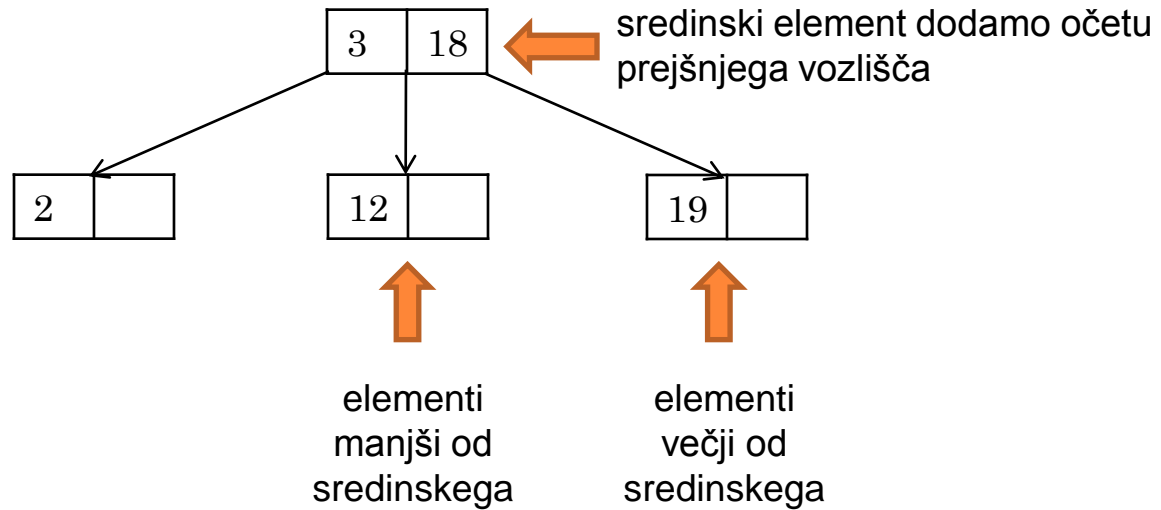 3 18
sredinski element dodamo očetu
prejšnjega vozlišča
2
12
19
elementi
manjši od
sredinskega
elementi
večji od
sredinskega